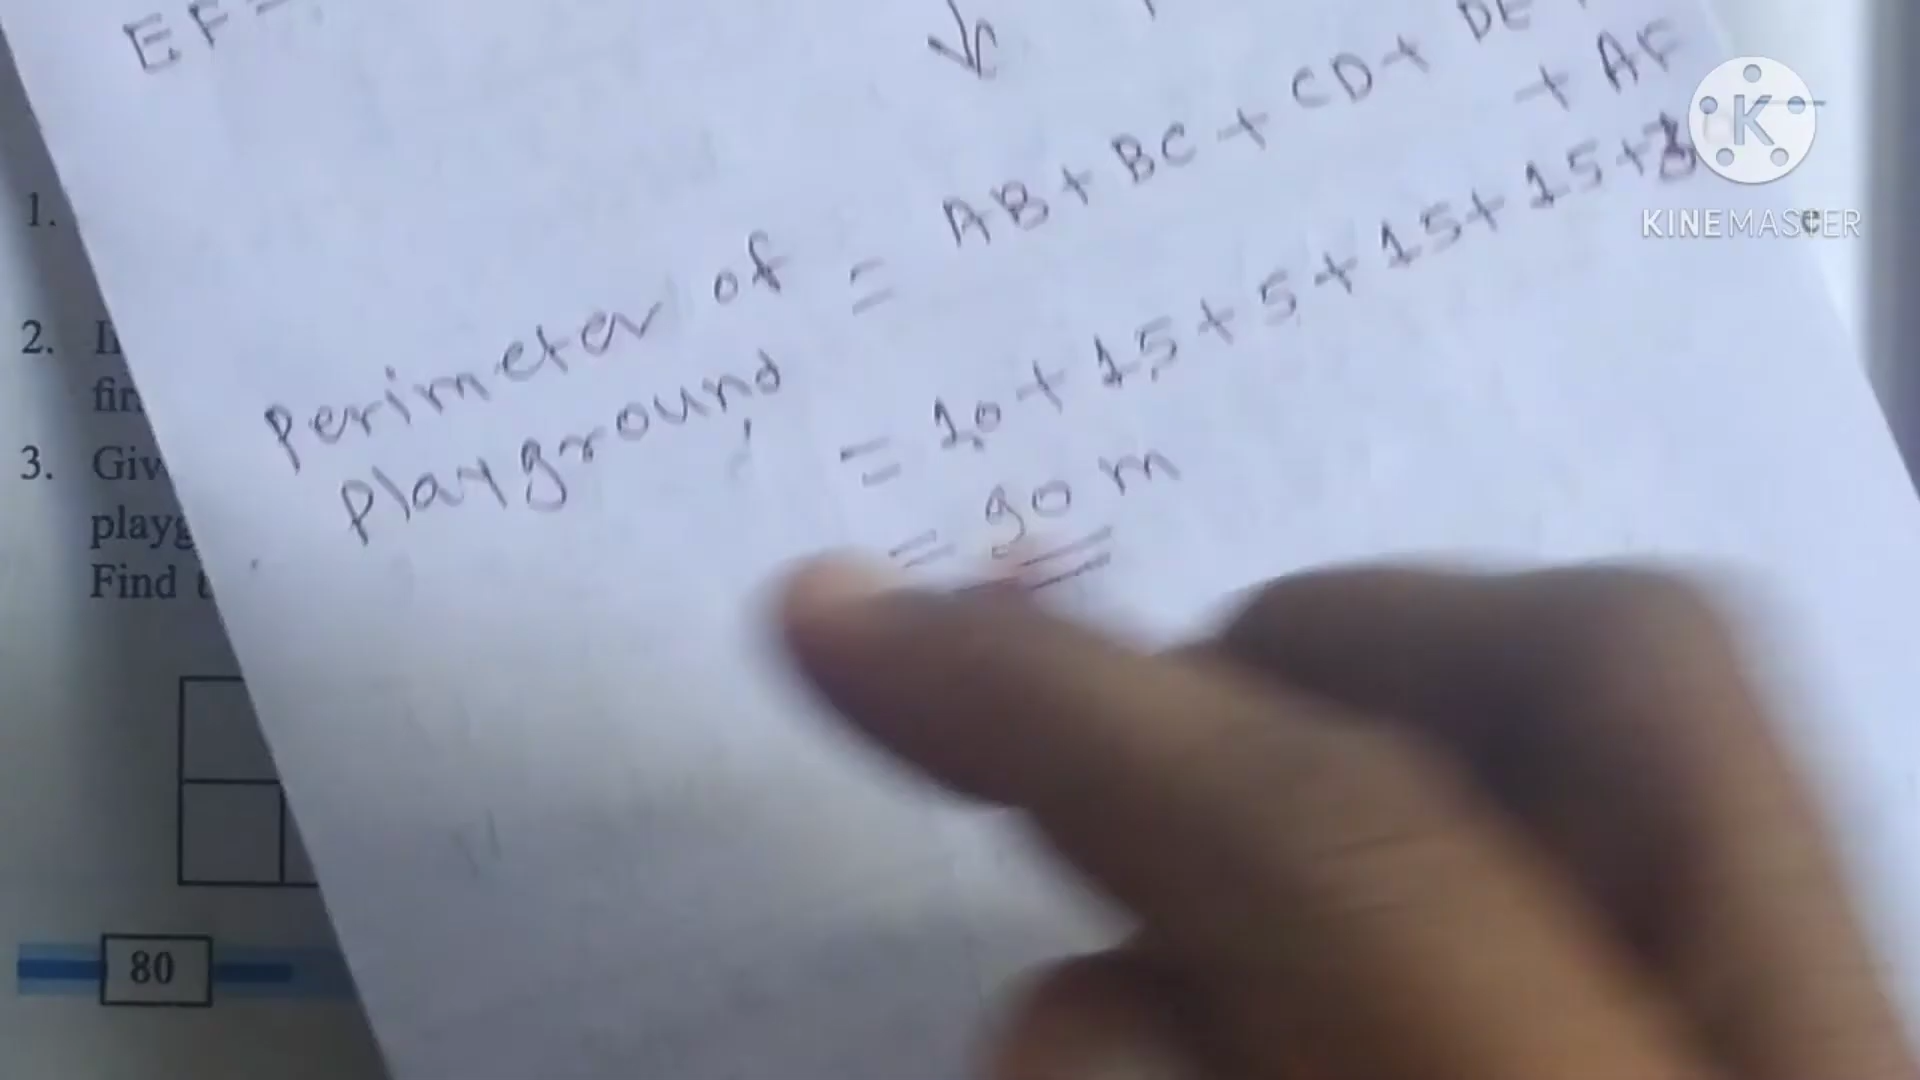 EF=
Perimeter of = AB+ BC + CD+ DE
+ AF
Playground = 10+15+5+15+15+3
= 90 m
1.
2.
3. Giv
playg
Find t
80
K
KINEMASTER